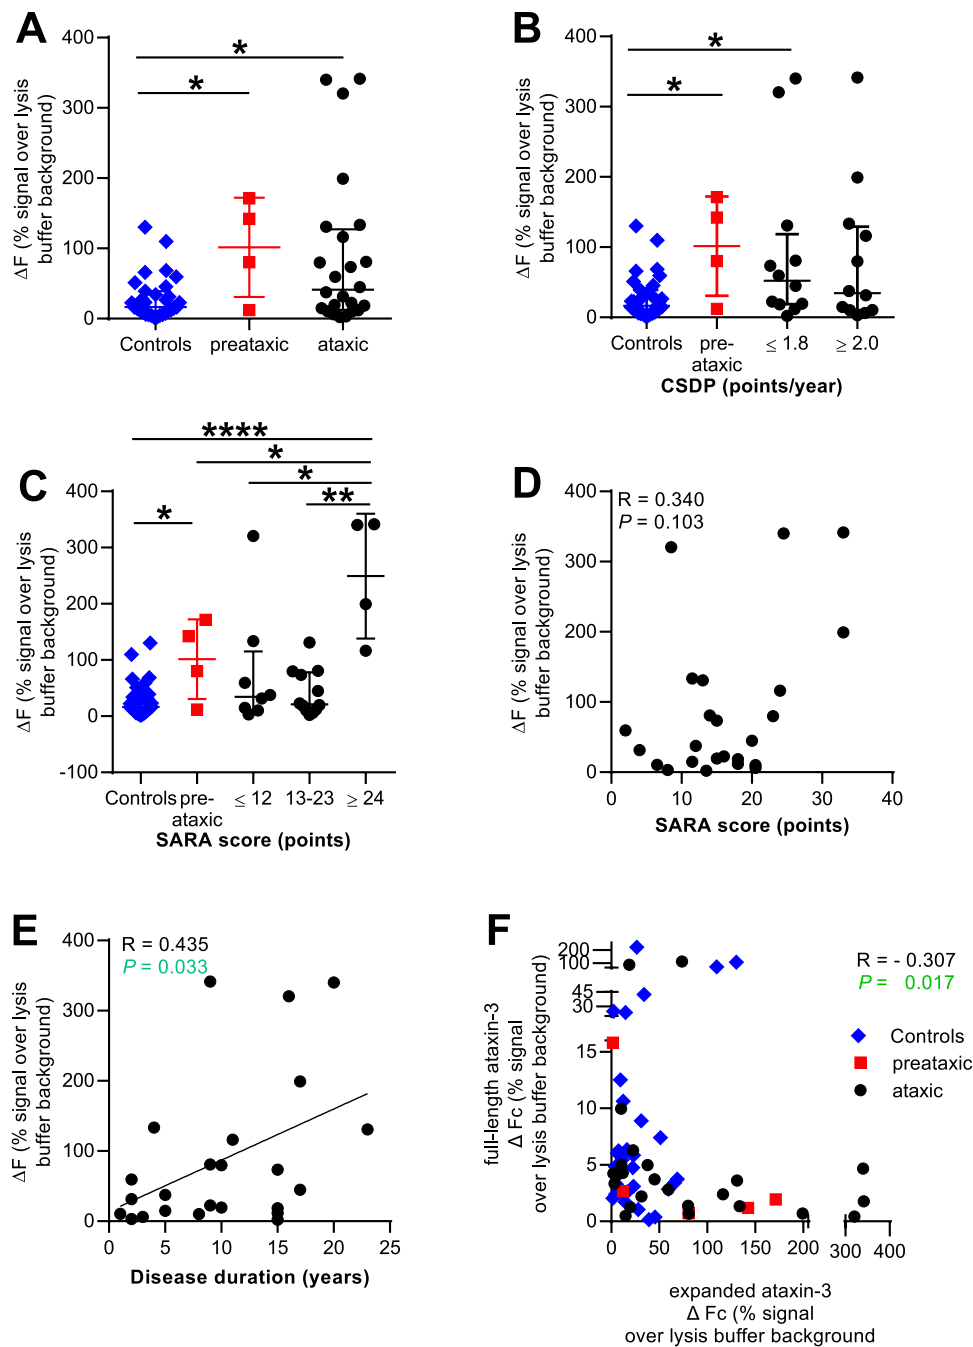 A
ΔF (% signal over lysis
buffer background)
400
300
200
100
0
*
*
Controls preataxic ataxic
B
ΔF (% signal over lysis
buffer background)
400
300
200
100
0
*
*
Controls pre- ≤ 1.8 ≥ 2.0
ataxic
CSDP (points/year)
C
ΔF (% signal over lysis
buffer background)
400
300
200
100
0
-100
****
*
*
**
*
Controls pre- ≤ 12 13-23 ≥ 24
ataxic
SARA score (points)
D
ΔF (% signal over lysis
buffer background)
400
300
200
100
0
R = 0.340
P = 0.103
0 10 20 30 40
SARA score (points)
E
ΔF (% signal over lysis
buffer background)
400
300
200
100
0
R = 0.435
P = 0.033
0 5 10 15 20 25
Disease duration (years)
F
full-length ataxin-3
Δ Fc (% signal
over lysis buffer background)
200
100
45
30
15
10
5
0
R = - 0.307
P = 0.017
Controls
preataxic
ataxic
0 50 100 150 200 300 400
expanded ataxin-3
Δ Fc (% signal
over lysis buffer background